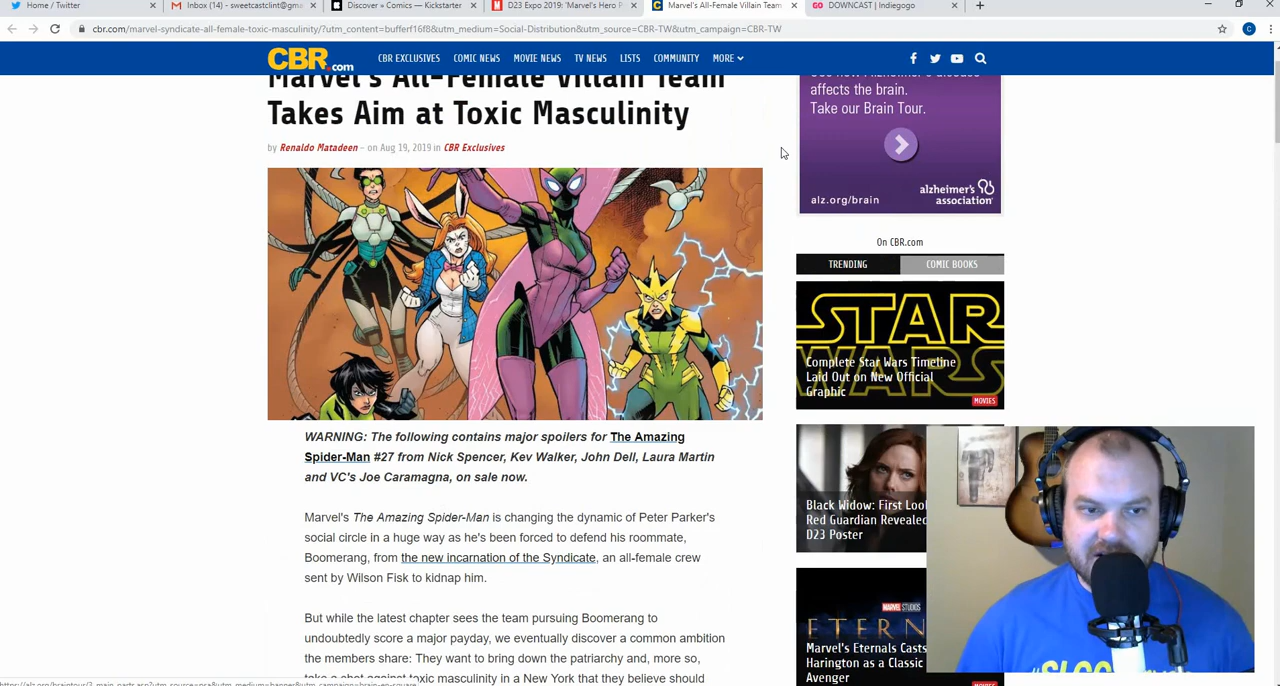 Home / Twitter
Inbox (14) - sweetcastclint@gm
Discover » Comics — Kickstarter
D23 Expo 2019: 'Marvel's Hero P
Marvel's All-Female Villain Team
DOWNCAST | Indiegogo
cbr.com/marvel-syndicate-all-female-toxic-masculinity/?utm_content=bufferf16f8&utm_medium=Social-Distribution&utm_source=CBR-TW&utm_campaign=CBR-TW
CBR.com
CBR EXCLUSIVES
COMIC NEWS
MOVIE NEWS
TV NEWS
LISTS
COMMUNITY
MORE
Marvel's All-Female Villain Team
Takes Aim at Toxic Masculinity
by Renaldo Matadeen – on Aug 19, 2019 in CBR Exclusives
affects the brain.
Take our Brain Tour.
alz.org/brain
alzheimer's
association
On CBR.com
TRENDING
COMIC BOOKS
STAR
WARS
Complete Star Wars Timeline
Laid Out on New Official
Graphic
MOVIES
WARNING: The following contains major spoilers for The Amazing
Spider-Man #27 from Nick Spencer, Kev Walker, John Dell, Laura Martin
and VC's Joe Caramagna, on sale now.
Marvel's The Amazing Spider-Man is changing the dynamic of Peter Parker's
social circle in a huge way as he's been forced to defend his roommate,
Boomerang, from the new incarnation of the Syndicate, an all-female crew
sent by Wilson Fisk to kidnap him.
But while the latest chapter sees the team pursuing Boomerang to
undoubtedly score a major payday, we eventually discover a common ambition
the members share: They want to bring down the patriarchy and, more so,
take a shot against toxic masculinity in a New York that they believe should
Black Widow: First Loo
Red Guardian Revealed
D23 Poster
MARVEL STUDIOS
ETERN
Marvel's Eternals Casts
Harington as a Classic
Avenger
MOVIES